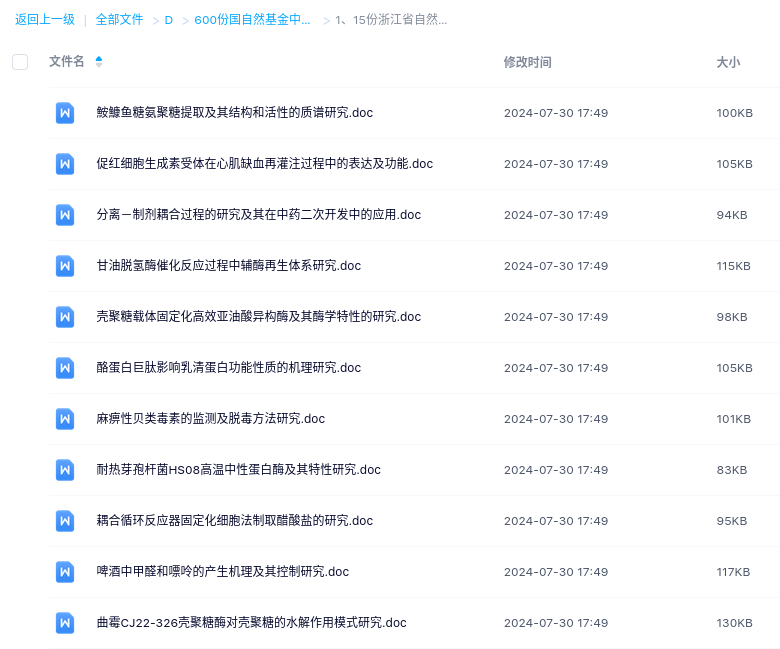 返回上一级 | 全部文件 > D > 600份国自然基金中... > 1、15份浙江省自然...
文件名 修改时间 大小
鮟鱇鱼糖氨聚糖提取及其结构和活性的质谱研究.doc 2024-07-30 17:49 100KB
促红细胞生成素受体在心肌缺血再灌注过程中的表达及功能.doc 2024-07-30 17:49 105KB
分离－制剂耦合过程的研究及其在中药二次开发中的应用.doc 2024-07-30 17:49 94KB
甘油脱氢酶催化反应过程中辅酶再生体系研究.doc 2024-07-30 17:49 115KB
壳聚糖载体固定化高效亚油酸异构酶及其酶学特性的研究.doc 2024-07-30 17:49 98KB
酪蛋白巨肽影响乳清蛋白功能性质的机理研究.doc 2024-07-30 17:49 105KB
麻痹性贝类毒素的监测及脱毒方法研究.doc 2024-07-30 17:49 101KB
耐热芽孢杆菌HS08高温中性蛋白酶及其特性研究.doc 2024-07-30 17:49 83KB
耦合循环反应器固定化细胞法制取醋酸盐的研究.doc 2024-07-30 17:49 95KB
啤酒中甲醛和嘌呤的产生机理及其控制研究.doc 2024-07-30 17:49 117KB
曲霉CJ22-326壳聚糖酶对壳聚糖的水解作用模式研究.doc 2024-07-30 17:49 130KB